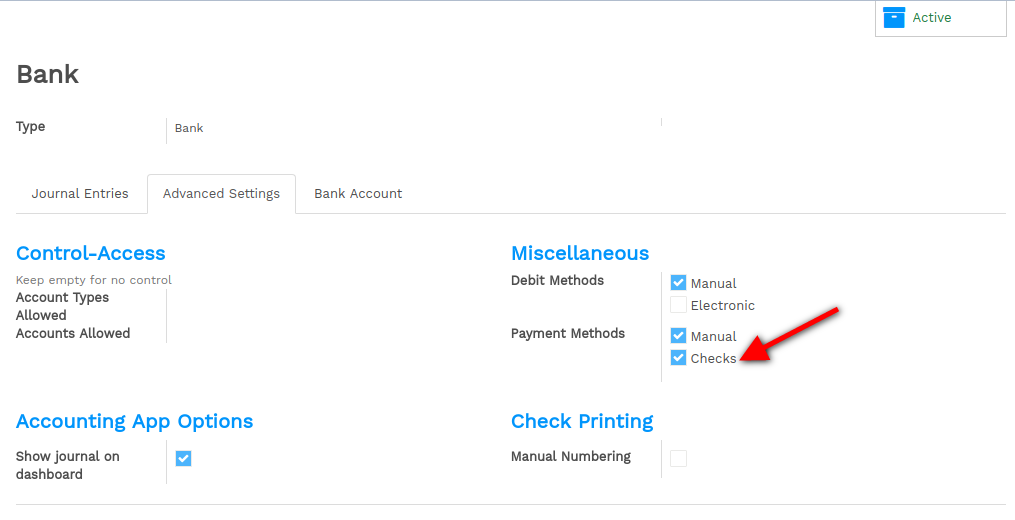 Active
Bank
Type
Bank
Journal Entries
Advanced Settings
Bank Account
Control-Access
Keep empty for no control
Account Types
Allowed
Accounts Allowed
Miscellaneous
Debit Methods
Manual
Electronic
Payment Methods
Manual
Checks
Accounting App Options
Show journal on
dashboard
Check Printing
Manual Numbering